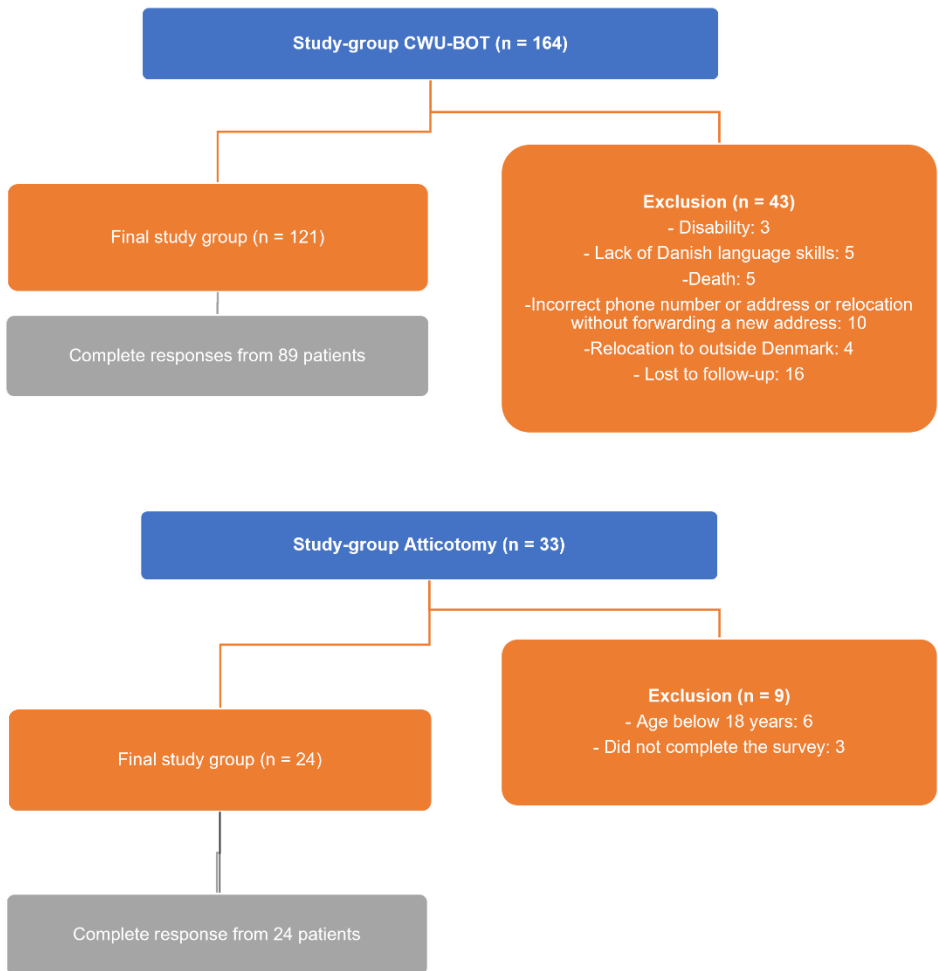 Study-group CWU-BOT (n = 164)
Final study group (n = 121)
Complete responses from 89 patients
Exclusion (n = 43)
- Disability: 3
- Lack of Danish language skills: 5
-Death: 5
-Incorrect phone number or address or relocation
without forwarding a new address: 10
-Relocation to outside Denmark: 4
- Lost to follow-up: 16
Study-group Atticotomy (n = 33)
Final study group (n = 24)
Complete response from 24 patients
Exclusion (n = 9)
- Age below 18 years: 6
- Did not complete the survey: 3